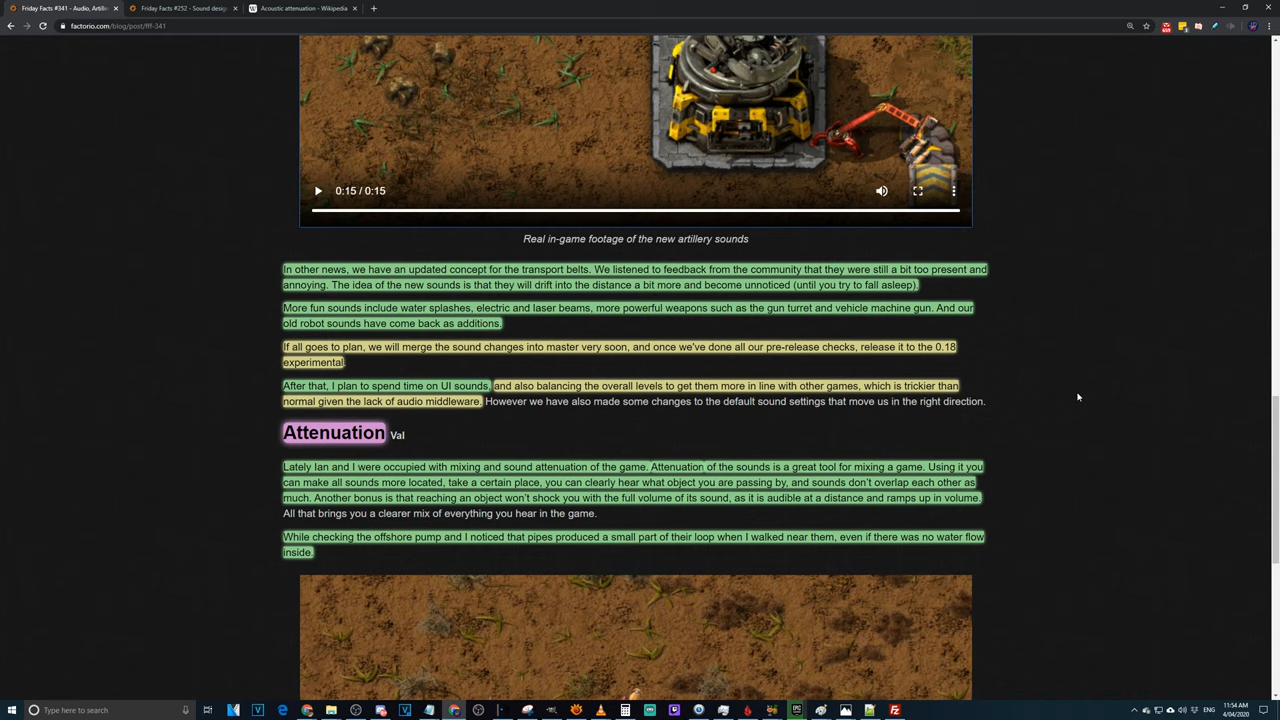 Friday Facts #341 - Audio, Artille
Friday Facts #252 - Sound desig
Acoustic attenuation - Wikipedia
factorio.com/blog/post/fff-341
0:15 / 0:15
Real in-game footage of the new artillery sounds
In other news, we have an updated concept for the transport belts. We listened to feedback from the community that they were still a bit too present and
annoying. The idea of the new sounds is that they will drift into the distance a bit more and become unnoticed (until you try to fall asleep).
More fun sounds include water splashes, electric and laser beams, more powerful weapons such as the gun turret and vehicle machine gun. And our
old robot sounds have come back as additions.
If all goes to plan, we will merge the sound changes into master very soon, and once we've done all our pre-release checks, release it to the 0.18
experimental.
After that, I plan to spend time on UI sounds, and also balancing the overall levels to get them more in line with other games, which is trickier than
normal given the lack of audio middleware. However we have also made some changes to the default sound settings that move us in the right direction.
Attenuation Val
Lately Ian and I were occupied with mixing and sound attenuation of the game. Attenuation of the sounds is a great tool for mixing a game. Using it you
can make all sounds more located, take a certain place, you can clearly hear what object you are passing by, and sounds don't overlap each other as
much. Another bonus is that reaching an object won't shock you with the full volume of its sound, as it is audible at a distance and ramps up in volume.
All that brings you a clearer mix of everything you hear in the game.
While checking the offshore pump and I noticed that pipes produced a small part of their loop when I walked near them, even if there was no water flow
inside.
Type here to search
ENG
11:54 AM
4/04/2020